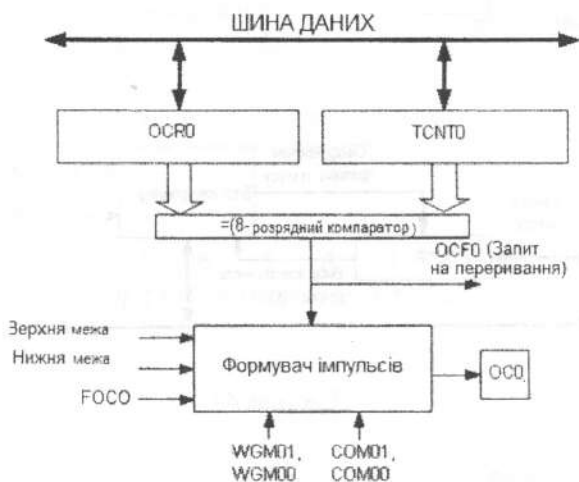 ШИНА ДАНИХ
OCR0
TCNT0
=(8-розрядний компаратор)
OCF0 (Запит
на переривання)
Верхня межа
Нижня межа
FOCO
Формувач імпульсів
OC0
WGM01,
WGM00
COM01,
COM00